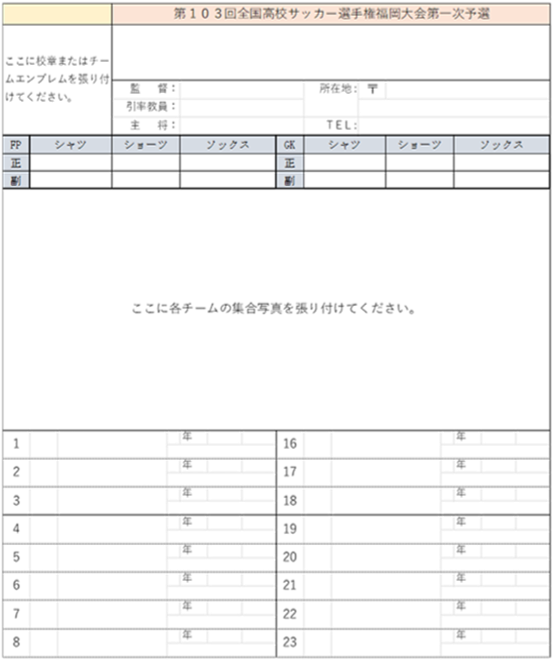 第１０３回全国高校サッカー選手権福岡大会第一次予選
ここに校章またはチー
ムエンブレムを張り付
けてください。
監　督： 所在地： 〒
引率教員：
主　将： ＴＥＬ：
FP シャツ ショーツ ソックス GK シャツ ショーツ ソックス
正 正
副 副
ここに各チームの集合写真を張り付けてください。
1 年 16 年
2 年 17 年
3 年 18 年
4 年 19 年
5 年 20 年
6 年 21 年
7 年 22 年
8 年 23 年